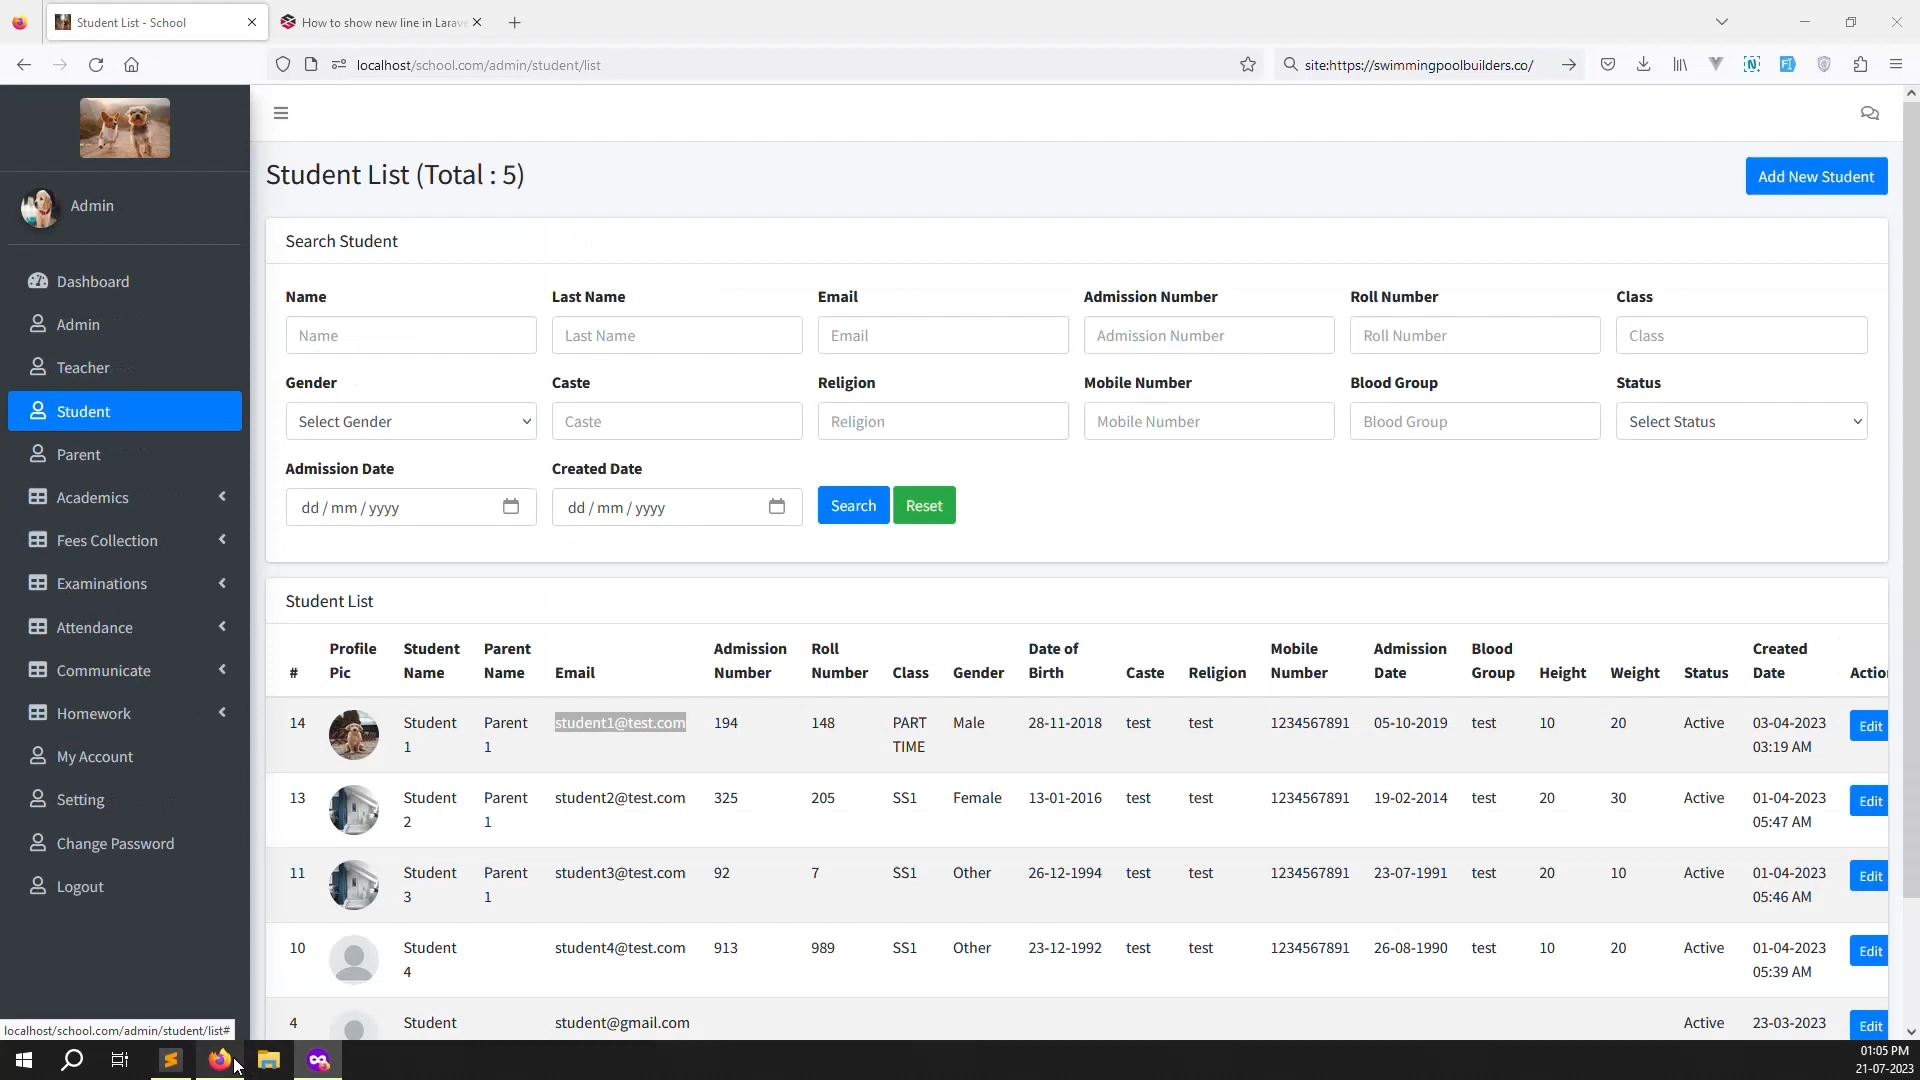 Student List - School
How to show new line in Larav
localhost/school.com/admin/student/list
site:https://swimmingpoolbuilders.co/
Admin
Dashboard
Admin
Teacher
Student
Parent
Academics
Fees Collection
Examinations
Attendance
Communicate
Homework
My Account
Setting
Change Password
Logout
Student List (Total : 5)
Add New Student
Search Student
Name Last Name Email Admission Number Roll Number Class
Name Last Name Email Admission Number Roll Number Class
Gender Caste Religion Mobile Number Blood Group Status
Select Gender Caste Religion Mobile Number Blood Group Select Status
Admission Date Created Date
dd / mm / yyyy dd / mm / yyyy Search Reset
Student List
Profile Student Parent Admission Roll Date of Mobile Admission Blood Created
# Pic Name Name Email Number Number Class Gender Birth Caste Religion Number Date Group Height Weight Status Date Action
14 Student Parent student1@test.com 194 148 PART Male 28-11-2018 test test 1234567891 05-10-2019 test 10 20 Active 03-04-2023 Edit
1 1 TIME 03:19 AM
13 Student Parent student2@test.com 325 205 SS1 Female 13-01-2016 test test 1234567891 19-02-2014 test 20 30 Active 01-04-2023 Edit
2 1 05:47 AM
11 Student Parent student3@test.com 92 7 SS1 Other 26-12-1994 test test 1234567891 23-07-1991 test 20 10 Active 01-04-2023 Edit
3 1 05:46 AM
10 Student student4@test.com 913 989 SS1 Other 23-12-1992 test test 1234567891 26-08-1990 test 10 20 Active 01-04-2023 Edit
4 05:39 AM
4 Student student@gmail.com Active 23-03-2023 Edit
localhost/school.com/admin/student/list#
01:05 PM
21-07-2023